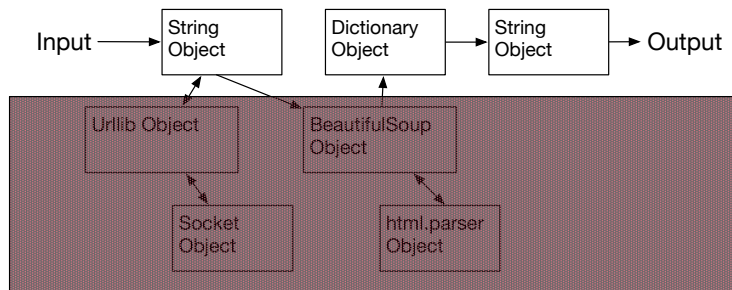 Input
String
Object
Dictionary
Object
String
Object
Output
Urllib Object
BeautifulSoup
Object
Socket
Object
html.parser
Object